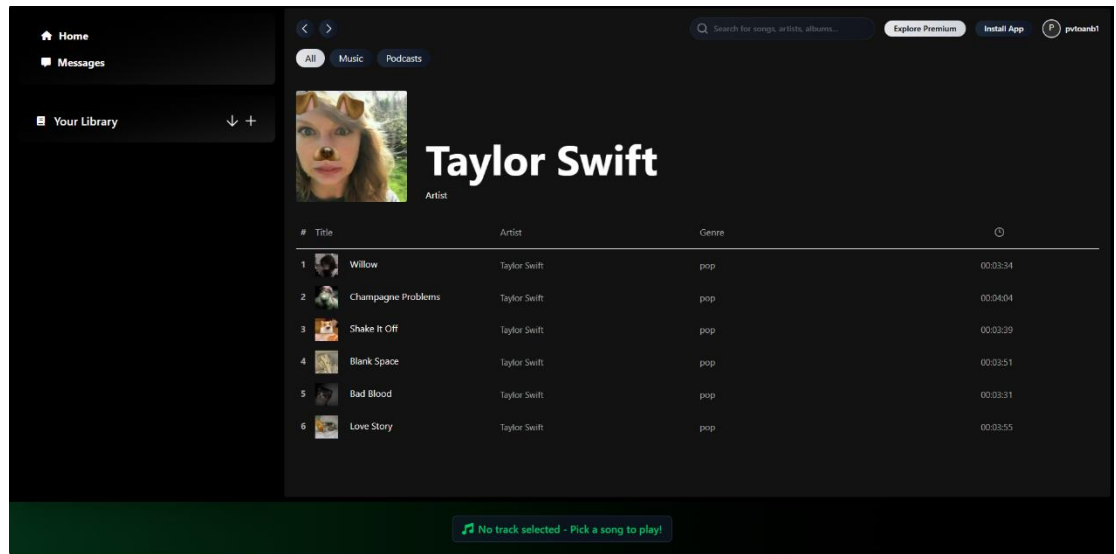 Home
Messages
Your Library
Search for songs, artists, albums...
Explore Premium
Install App
P
pvtoanb1
All Music Podcasts
Taylor Swift
Artist
# Title Artist Genre
1 Willow Taylor Swift pop 00:03:34
2 Champagne Problems Taylor Swift pop 00:04:04
3 Shake It Off Taylor Swift pop 00:03:39
4 Blank Space Taylor Swift pop 00:03:51
5 Bad Blood Taylor Swift pop 00:03:31
6 Love Story Taylor Swift pop 00:03:55
No track selected - Pick a song to play!